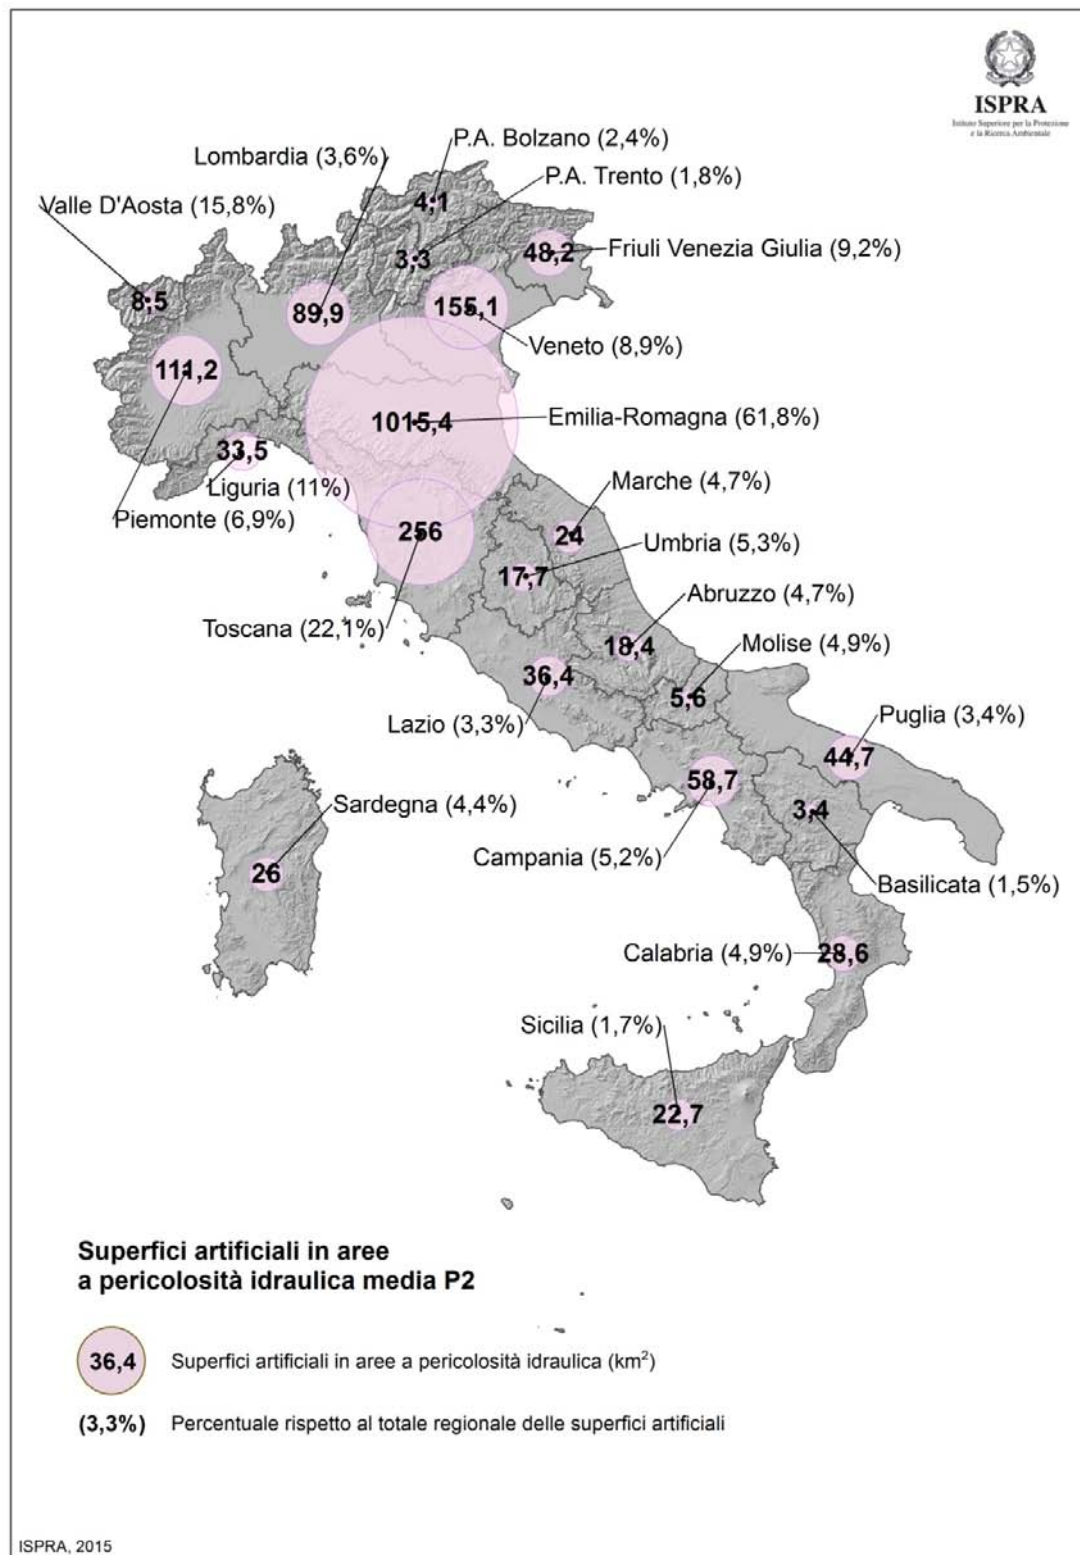 ISPRA
Istituto Superiore per la Protezione
e la Ricerca Ambientale
P.A. Bolzano (2,4%)
Lombardia (3,6%)
P.A. Trento (1,8%)
Valle D'Aosta (15,8%)
4,1
Friuli Venezia Giulia (9,2%)
48,2
3,3
8,5
89,9
155,1
Veneto (8,9%)
111,2
1015,4
Emilia-Romagna (61,8%)
33,5
Liguria (11%)
Marche (4,7%)
Piemonte (6,9%)
256
24
Umbria (5,3%)
17,7
Abruzzo (4,7%)
Toscana (22,1%)
18,4
Molise (4,9%)
36,4
5,6
Lazio (3,3%)
Puglia (3,4%)
44,7
58,7
Sardegna (4,4%)
3,4
Campania (5,2%)
26
Basilicata (1,5%)
Calabria (4,9%)
28,6
Sicilia (1,7%)
22,7
Superfici artificiali in aree
a pericolosità idraulica media P2
36,4 Superfici artificiali in aree a pericolosità idraulica (km²)
(3,3%) Percentuale rispetto al totale regionale delle superfici artificiali
ISPRA, 2015